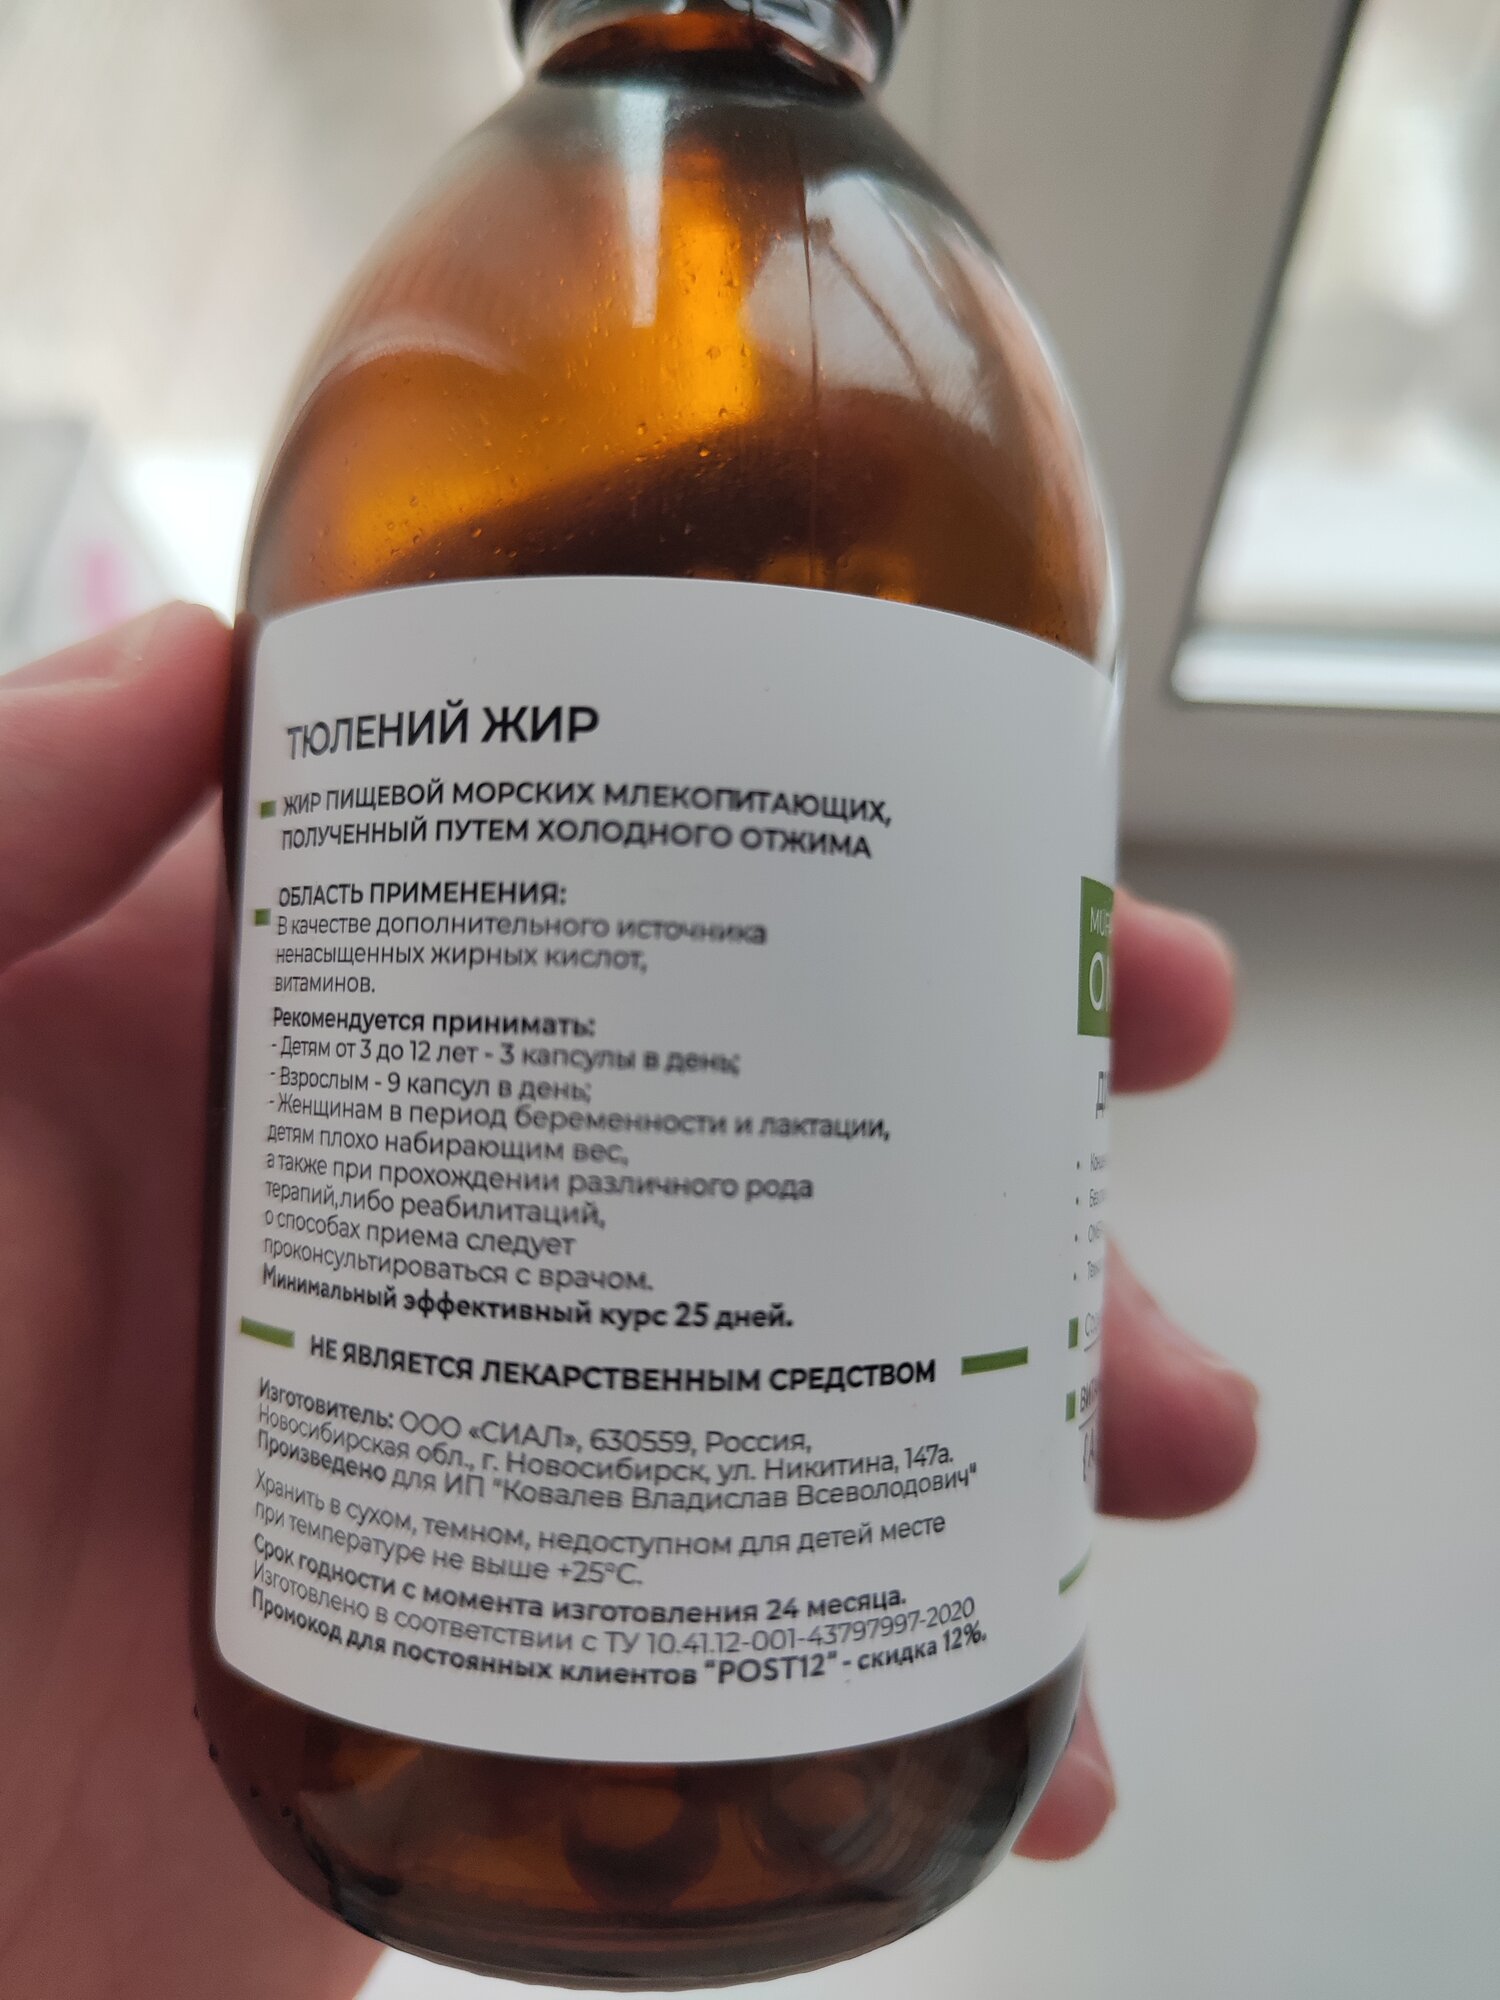 ТЮЛЕНИЙ ЖИР
ЖИР ПИЩЕВОЙ МОРСКИХ МЛЕКОПИТАЮЩИХ,
ПОЛУЧЕННЫЙ ПУТЕМ ХОЛОДНОГО ОТЖИМА
ОБЛАСТЬ ПРИМЕНЕНИЯ:
В качестве дополнительного источника
ненасыщенных жирных кислот,
витаминов.
Рекомендуется принимать:
- Детям от 3 до 12 лет - 3 капсулы в день;
- Взрослым - 9 капсул в день;
- Женщинам в период беременности и лактации,
детям плохо набирающим вес,
а также при прохождении различного рода
терапий,либо реабилитаций,
о способах приема следует
проконсультироваться с врачом.
Минимальный эффективный курс 25 дней.
НЕ ЯВЛЯЕТСЯ ЛЕКАРСТВЕННЫМ СРЕДСТВОМ
Изготовитель: ООО «СИАЛ», 630559, Россия,
Новосибирская обл., г. Новосибирск, ул. Никитина, 147а.
Произведено для ИП "Ковалев Владислав Всеволодович"
Хранить в сухом, темном, недоступном для детей месте
при температуре не выше +25°С.
Срок годности с момента изготовления 24 месяца.
Изготовлено в соответствии с ТУ 10.41.12-001-43797997-2020
Промокод для постоянных клиентов "POST12" - скидка 12%.